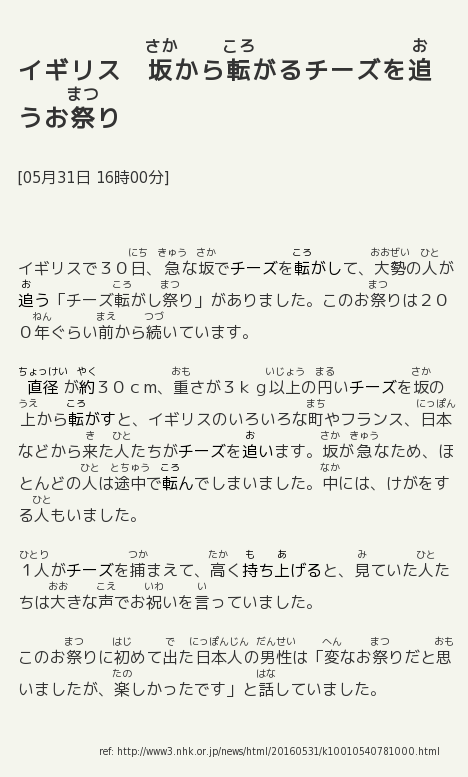 イギリス　坂から転がるチーズを追
うお祭り
[05月31日 16時00分]
イギリスで３０日、急な坂でチーズを転がして、大勢の人が
追う「チーズ転がし祭り」がありました。このお祭りは２０
０年ぐらい前から続いています。
直径が約３０ｃｍ、重さが３ｋｇ以上の円いチーズを坂の
上から転がすと、イギリスのいろいろな町やフランス、日本
などから来た人たちがチーズを追います。坂が急なため、ほ
とんどの人は途中で転んでしまいました。中には、けがをす
る人もいました。
１人がチーズを捕まえて、高く持ち上げると、見ていた人た
ちは大きな声でお祝いを言っていました。
このお祭りに初めて出た日本人の男性は「変なお祭りだと思
いましたが、楽しかったです」と話していました。
ref: http://www3.nhk.or.jp/news/html/20160531/k10010540781000.html